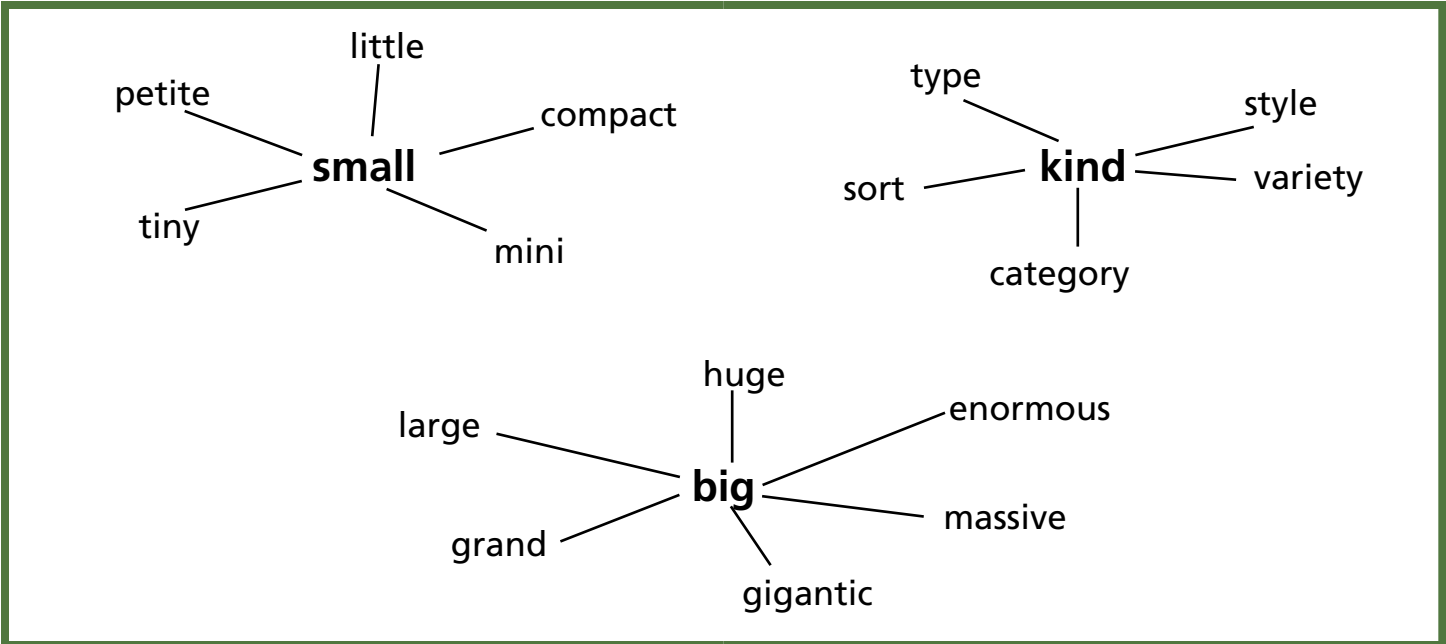 little
petite
compact
small
tiny
mini
type
style
kind
sort
variety
category
huge
large
enormous
big
grand
massive
gigantic